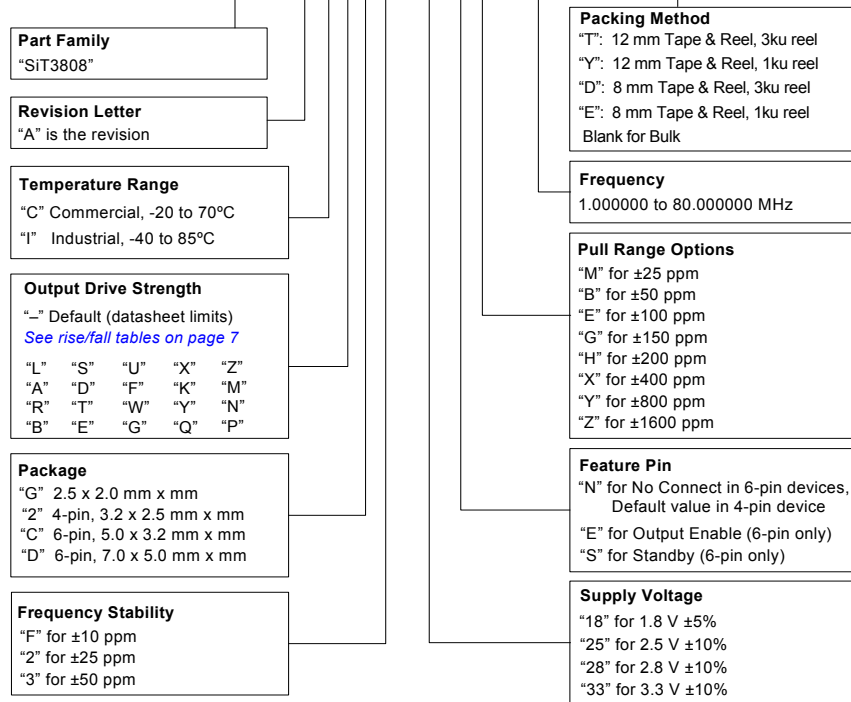 Part Family
“SiT3808”
Revision Letter
“A” is the revision
Temperature Range
“C” Commercial, -20 to 70ºC
“I” Industrial, -40 to 85ºC
Output Drive Strength
“–” Default (datasheet limits)
See rise/fall tables on page 7
“L” “S” “U” “X” “Z”
“A” “D” “F” “K” “M”
“R” “T” “W” “Y” “N”
“B” “E” “G” “Q” “P”
Package
“G” 2.5 x 2.0 mm x mm
“2” 4-pin, 3.2 x 2.5 mm x mm
“C” 6-pin, 5.0 x 3.2 mm x mm
“D” 6-pin, 7.0 x 5.0 mm x mm
Frequency Stability
“F” for ±10 ppm
“2” for ±25 ppm
“3” for ±50 ppm
Packing Method
“T”: 12 mm Tape & Reel, 3ku reel
“Y”: 12 mm Tape & Reel, 1ku reel
“D”: 8 mm Tape & Reel, 3ku reel
“E”: 8 mm Tape & Reel, 1ku reel
Blank for Bulk
Frequency
1.000000 to 80.000000 MHz
Pull Range Options
“M” for ±25 ppm
“B” for ±50 ppm
“E” for ±100 ppm
“G” for ±150 ppm
“H” for ±200 ppm
“X” for ±400 ppm
“Y” for ±800 ppm
“Z” for ±1600 ppm
Feature Pin
“N” for No Connect in 6-pin devices,
Default value in 4-pin device
“E” for Output Enable (6-pin only)
“S” for Standby (6-pin only)
Supply Voltage
“18” for 1.8 V ±5%
“25” for 2.5 V ±10%
“28” for 2.8 V ±10%
“33” for 3.3 V ±10%